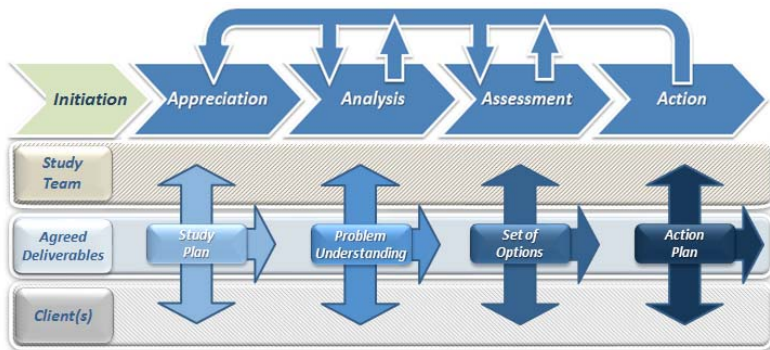 Initiation
Appreciation
Analysis
Assessment
Action
Study
Team
Agreed
Deliverables
Study
Plan
Problem
Understanding
Set of
Options
Action
Plan
Client(s)